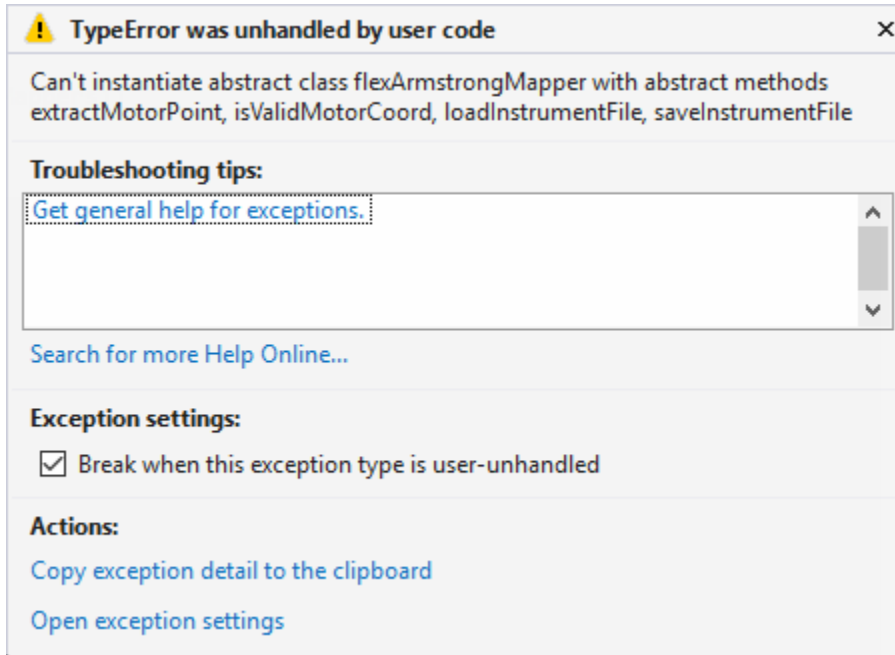 TypeError was unhandled by user code
Can't instantiate abstract class flexArmstrongMapper with abstract methods
extractMotorPoint, isValidMotorCoord, loadInstrumentFile, saveInstrumentFile
Troubleshooting tips:
Get general help for exceptions.
Search for more Help Online...
Exception settings:
Break when this exception type is user-unhandled
Actions:
Copy exception detail to the clipboard
Open exception settings